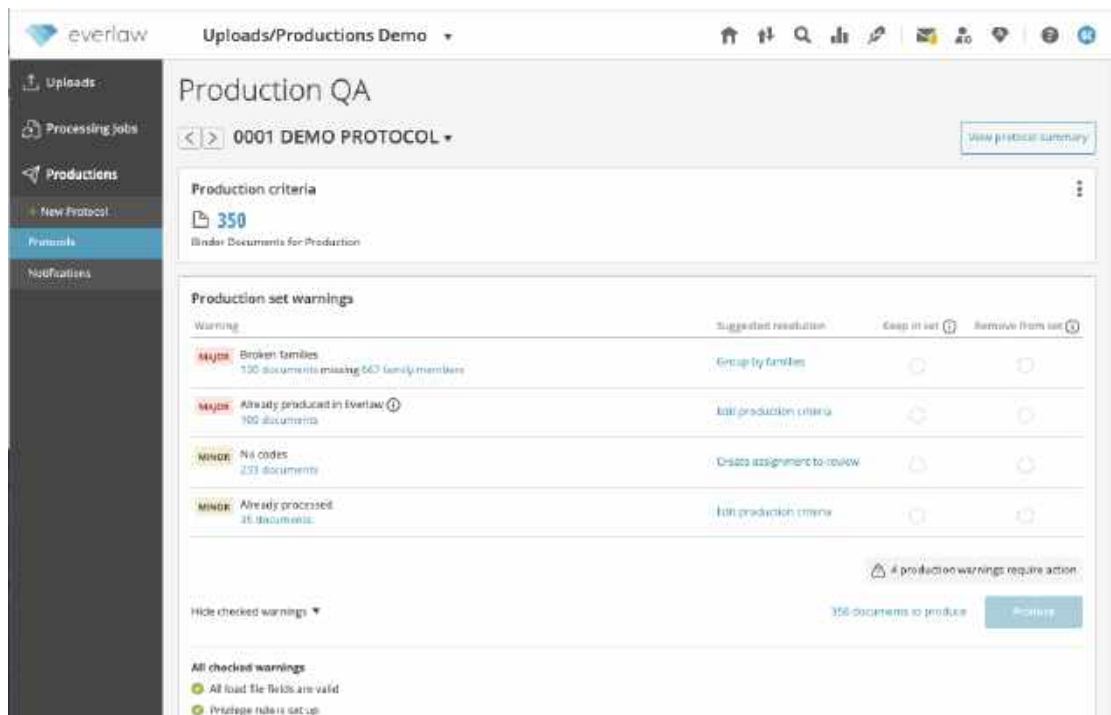 everlaw
Uploads/Productions Demo
Uploads
Production QA
Processing Jobs
0001 DEMO PROTOCOL
View protocol summary
Productions
Production criteria
+ New Protocol
350
Protocols
Binder Documents for Production
Notifications
Production set warnings
Warning Suggested resolution Keep in set Remove from set
MAJOR Broken families
100 documents missing 667 family members
Group by families
MAJOR Already produced in Everlaw
100 documents
Edit production criteria
MINOR No codes
233 documents
Create assignment to review
MINOR Already processed
35 documents
Edit production criteria
4 production warnings require action
Hide checked warnings
350 documents to produce
Produce
All checked warnings
All load file fields are valid
Privilege rule is set up